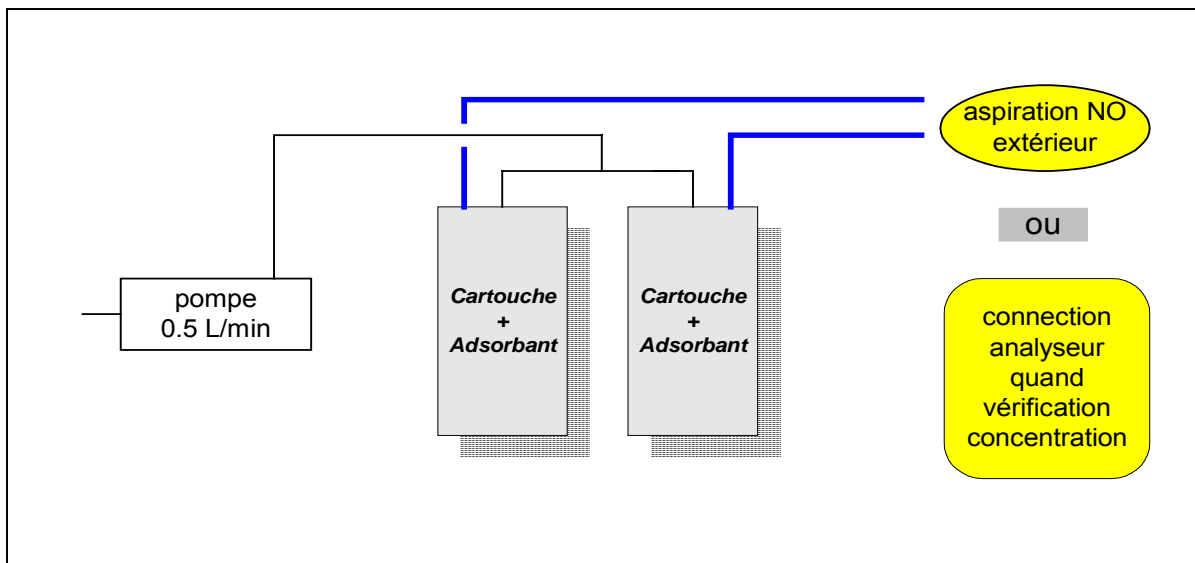 aspiration NO
extérieur
ou
pompe
0.5 L/min
Cartouche
+
Adsorbant
Cartouche
+
Adsorbant
connection
analyseur
quand
vérification
concentration